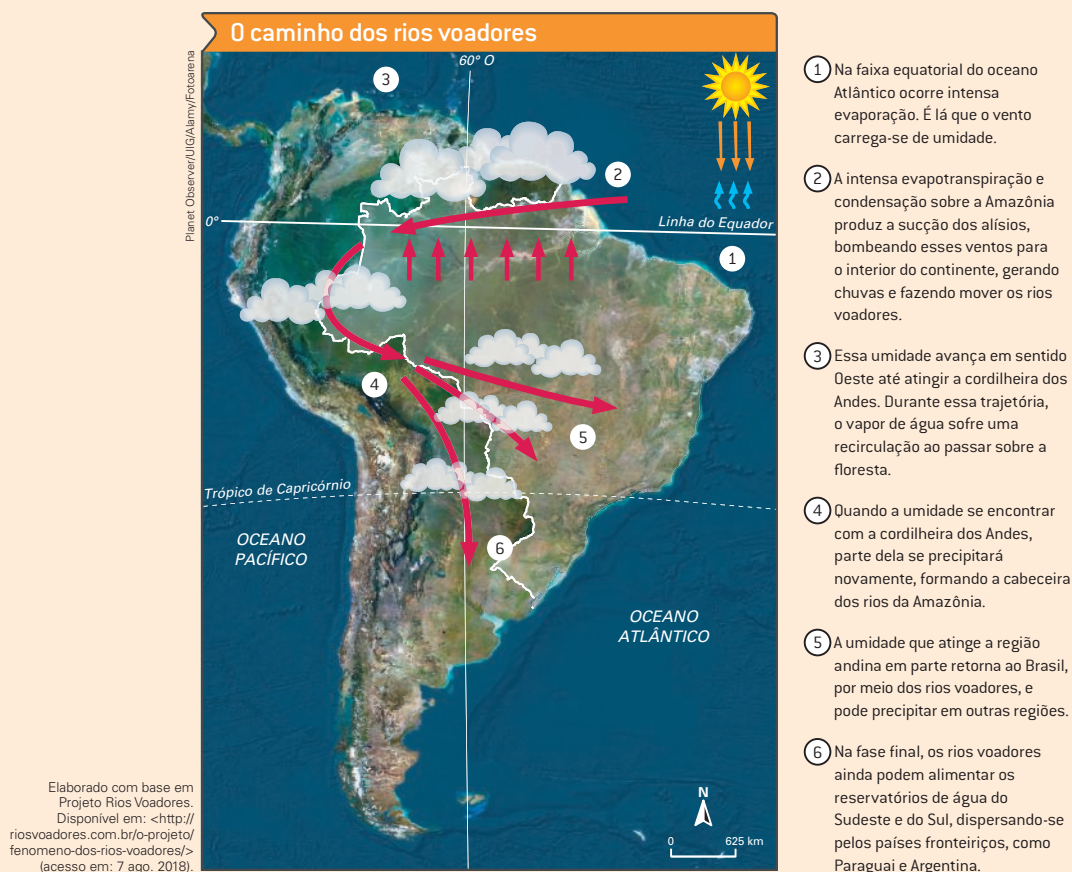 O caminho dos rios voadores
Planet Observer/UIG/Alamy/Fotoarena
60° O
3
2
0°
Linha do Equador
1
4
5
Trópico de Capricórnio
OCEANO
PACÍFICO
6
OCEANO
ATLÂNTICO
N
0 625 km
1 Na faixa equatorial do oceano
Atlântico ocorre intensa
evaporação. É lá que o vento
carrega-se de umidade.
2 A intensa evapotranspiração e
condensação sobre a Amazônia
produz a sucção dos alísios,
bombeando esses ventos para
o interior do continente, gerando
chuvas e fazendo mover os rios
voadores.
3 Essa umidade avança em sentido
Oeste até atingir a cordilheira dos
Andes. Durante essa trajetória,
o vapor de água sofre uma
recirculação ao passar sobre a
floresta.
4 Quando a umidade se encontrar
com a cordilheira dos Andes,
parte dela se precipitará
novamente, formando a cabeceira
dos rios da Amazônia.
5 A umidade que atinge a região
andina em parte retorna ao Brasil,
por meio dos rios voadores, e
pode precipitar em outras regiões.
6 Na fase final, os rios voadores
ainda podem alimentar os
reservatórios de água do
Sudeste e do Sul, dispersando-se
pelos países fronteiriços, como
Paraguai e Argentina.
Elaborado com base em
Projeto Rios Voadores.
Disponível em: <http://
riosvoadores.com.br/o-projeto/
fenomeno-dos-rios-voadores/>
(acesso em: 7 ago. 2018).